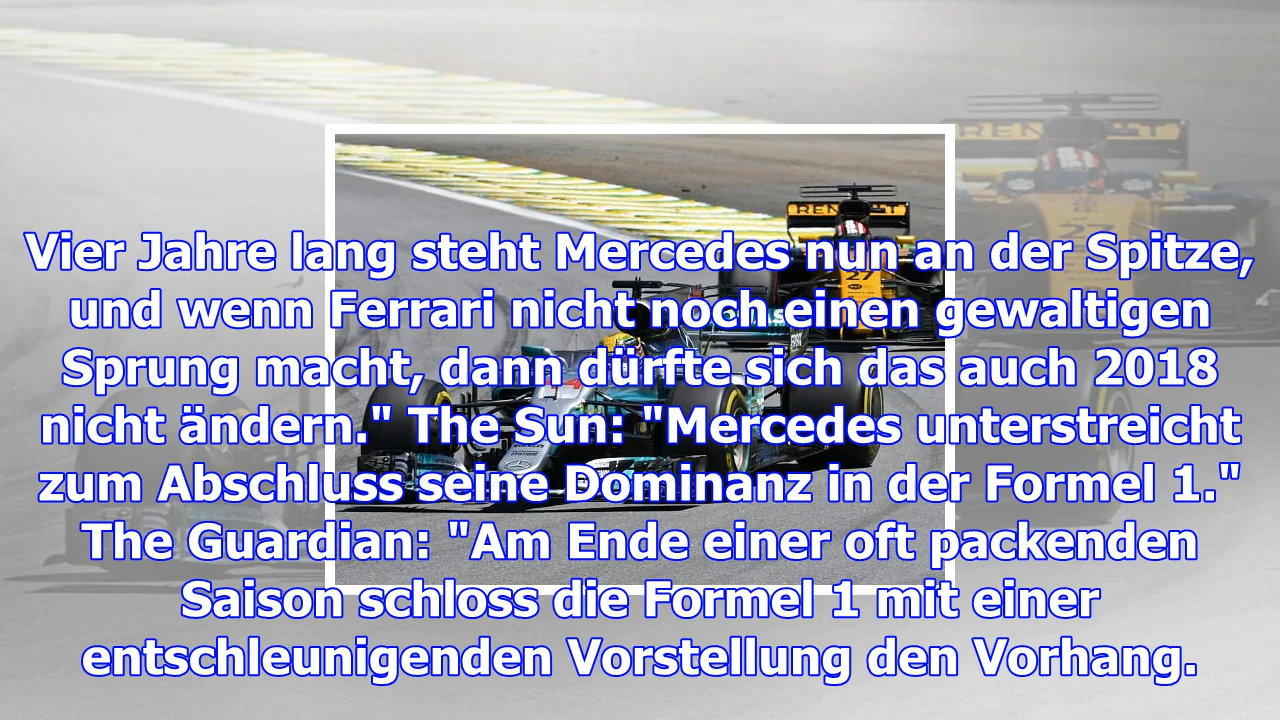 Vier Jahre lang steht Mercedes nun an der Spitze,
und wenn Ferrari nicht noch einen gewaltigen
Sprung macht, dann dürfte sich das auch 2018
nicht ändern." The Sun: "Mercedes unterstreicht
zum Abschluss seine Dominanz in der Formel 1."
The Guardian: "Am Ende einer oft packenden
Saison schloss die Formel 1 mit einer
entschleunigenden Vorstellung den Vorhang.
RENAULT
27